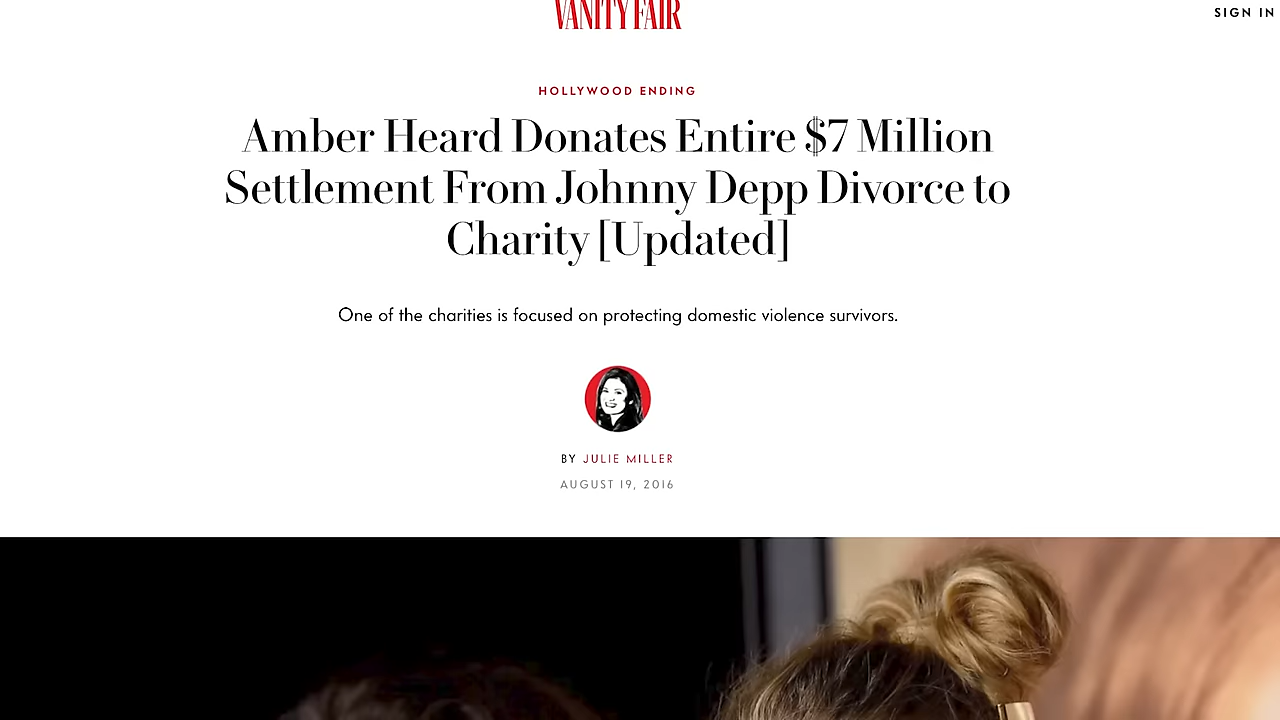 VANITY FAIR
SIGN IN
HOLLYWOOD ENDING
Amber Heard Donates Entire $7 Million
Settlement From Johnny Depp Divorce to
Charity [Updated]
One of the charities is focused on protecting domestic violence survivors.
BY JULIE MILLER
AUGUST 19, 2016